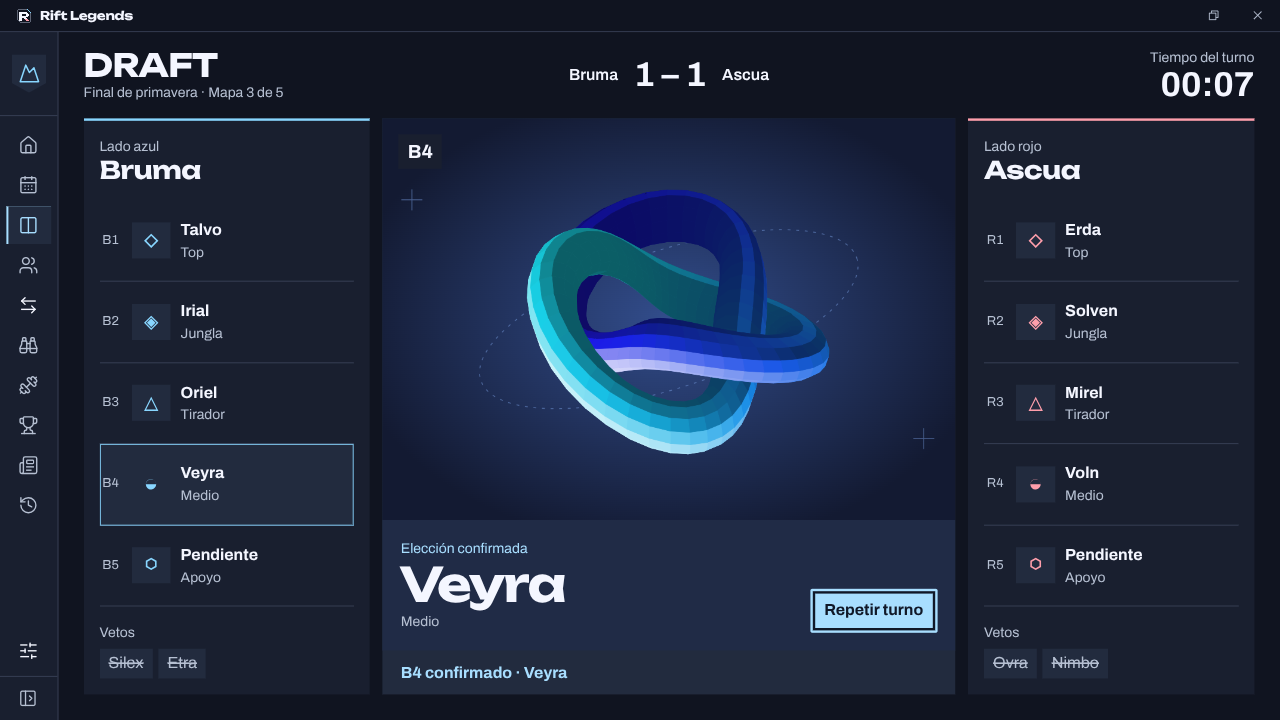 R Rift Legends
DRAFT
Final de primavera · Mapa 3 de 5
Bruma 1 – 1 Ascua
Tiempo del turno
00:07
Lado azul
Bruma
B1 Talvo
Top
B2 Irial
Jungla
B3 Oriel
Tirador
B4 Veyra
Medio
B5 Pendiente
Apoyo
Vetos
Silex Etra
B4
Elección confirmada
Veyra
Medio
Repetir turno
B4 confirmado · Veyra
Lado rojo
Ascua
R1 Erda
Top
R2 Solven
Jungla
R3 Mirel
Tirador
R4 Voln
Medio
R5 Pendiente
Apoyo
Vetos
Ovra Nimbo